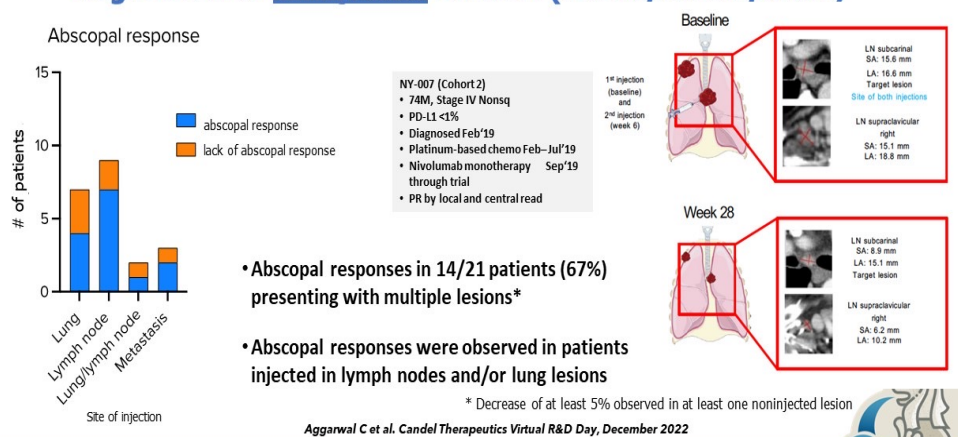 Abscopal response
15
10
5
0
# of patients
abscopal response
lack of abscopal response
Lung
Lymph node
Lung/lymph node
Metastasis
Site of injection
NY-007 (Cohort 2)
• 74M, Stage IV Nonsq
• PD-L1 <1%
• Diagnosed Feb'19
• Platinum-based chemo Feb–Jul'19
• Nivolumab monotherapy Sep'19
through trial
• PR by local and central read
Baseline
1st injection
(baseline)
and
2nd injection
(week 6)
LN subcarinal
SA: 15.6 mm
LA: 16.6 mm
Target lesion
Site of both injections
LN supraclavicular
right
SA: 15.1 mm
LA: 18.8 mm
Week 28
LN subcarinal
SA: 8.9 mm
LA: 15.1 mm
Target lesion
LN supraclavicular
right
SA: 6.2 mm
LA: 10.2 mm
• Abscopal responses in 14/21 patients (67%)
presenting with multiple lesions*
• Abscopal responses were observed in patients
injected in lymph nodes and/or lung lesions
* Decrease of at least 5% observed in at least one noninjected lesion
Aggarwal C et al. Candel Therapeutics Virtual R&D Day, December 2022